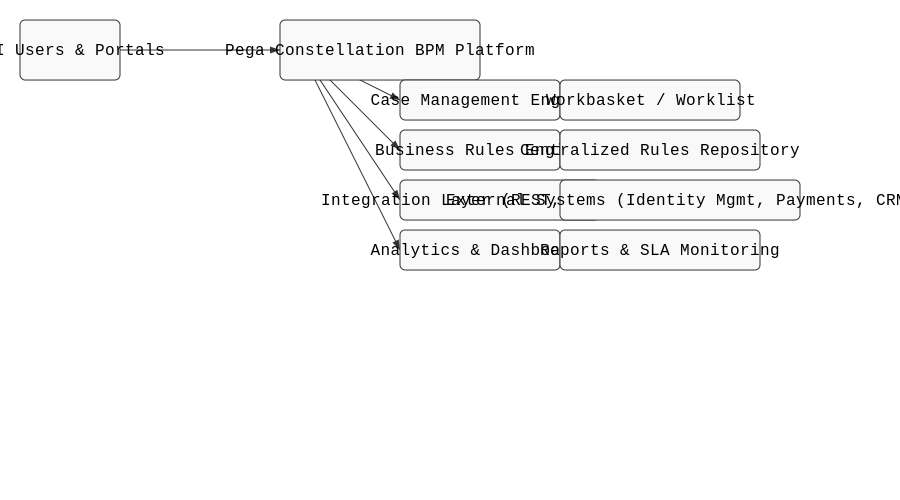 I Users & Portals
Pega Constellation BPM Platform
Case Management Eng
Workbasket / Worklist
Business Rules Eng
Centralized Rules Repository
Integration Layer (REST,
External Systems (Identity Mgmt, Payments, CRM
Analytics & Dashboa
Reports & SLA Monitoring